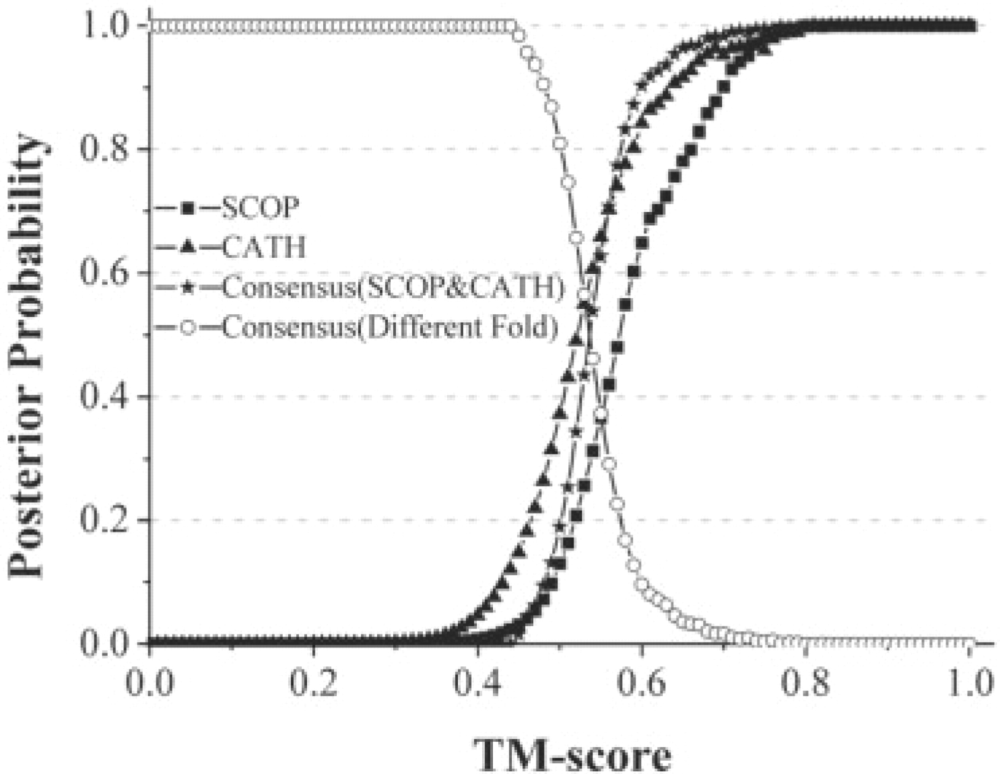 Posterior Probability
1.0
0.8
0.6
0.4
0.2
0.0
SCOP
CATH
Consensus(SCOP&CATH)
Consensus(Different Fold)
0.0 0.2 0.4 0.6 0.8 1.0
TM-score